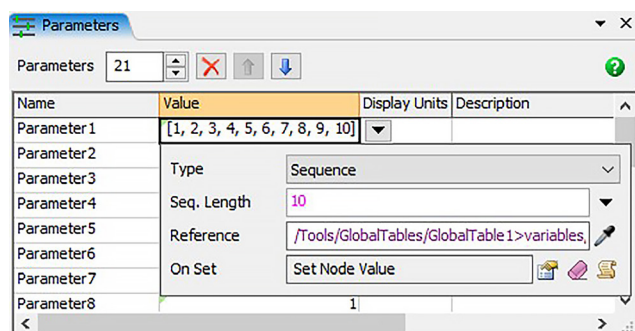 Parameters
Parameters 21
Name Value Display Units Description
Parameter1 [1, 2, 3, 4, 5, 6, 7, 8, 9, 10]
Parameter2
Type Sequence
Parameter3
Parameter4
Seq. Length 10
Parameter5
Reference /Tools/GlobalTables/GlobalTable1>variables,
Parameter6
Parameter7
On Set Set Node Value
Parameter8 1